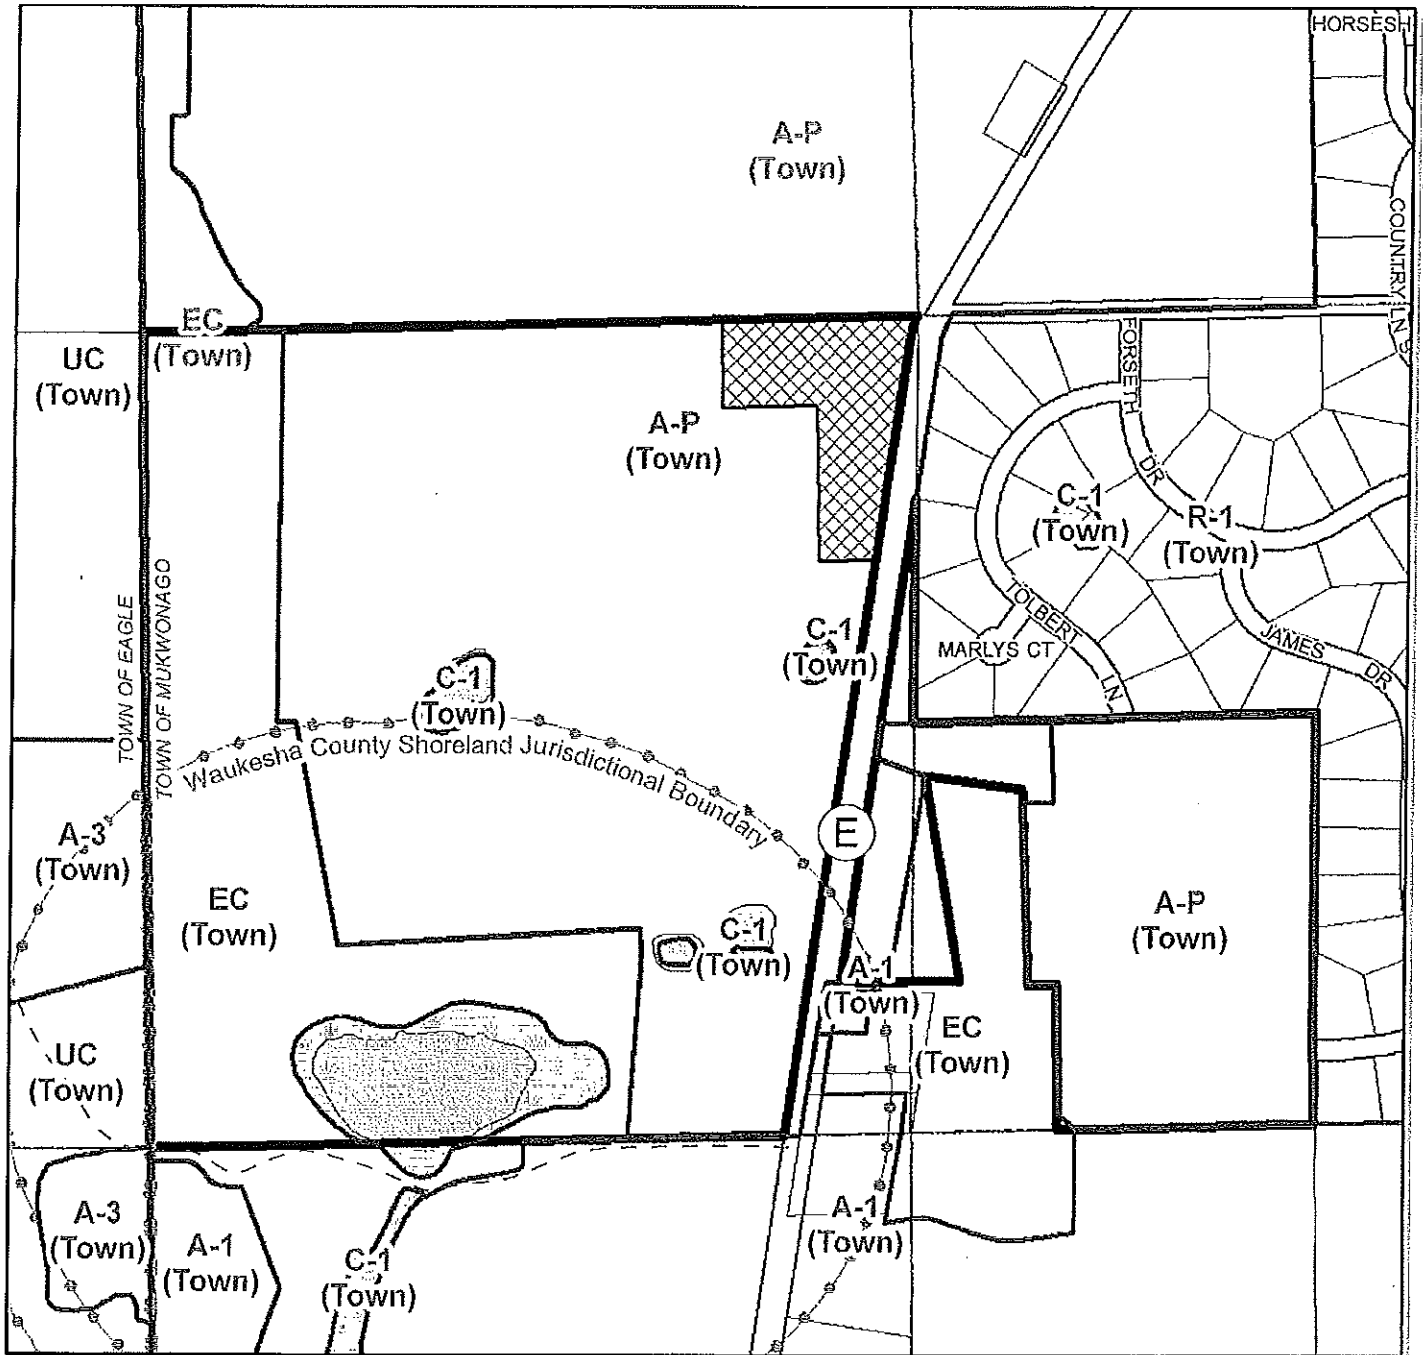 HORSESH
A-P
(Town)
COUNTRY LN S
EC
(Town)
UC
(Town)
FORSETH
DR
A-P
(Town)
C-1
(Town)
R-1
(Town)
TOWN OF EAGLE
TOWN OF MUKWONAGO
TOLBERT
LN
MARLYS CT
JAMES
DR
C-1
(Town)
C-1
(Town)
Waukesha County Shoreland Jurisdictional Boundary
E
A-3
(Town)
EC
(Town)
A-P
(Town)
C-1
(Town)
A-1
(Town)
EC
(Town)
UC
(Town)
A-3
(Town)
A-1
(Town)
C-1
(Town)
A-1
(Town)